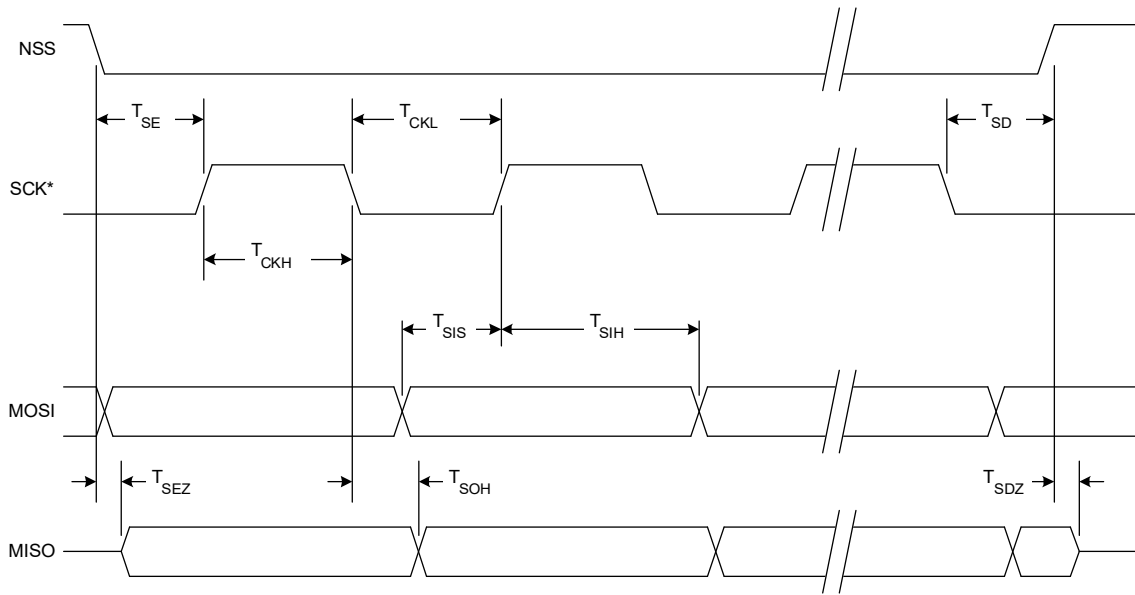 NSS
T_SE
T_CKL
T_SD
SCK*
T_CKH
T_SIS
T_SIH
MOSI
T_SEZ
T_SOH
T_SDZ
MISO